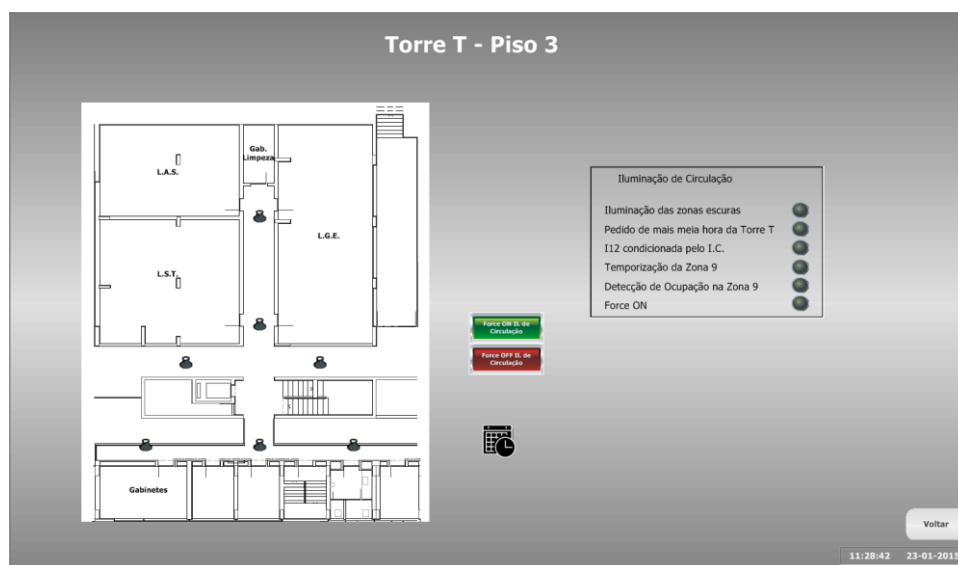 Torre T - Piso 3
Gab.
Limpeza
L.A.S.
L.G.E.
L.S.T.
Gabinetes
Iluminação de Circulação
Iluminação das zonas escuras
Pedido de mais meia hora da Torre T
I12 condicionada pelo I.C.
Temporização da Zona 9
Detecção de Ocupação na Zona 9
Force ON
Force ON Il. de
Circulação
Force OFF Il. de
Circulação
Voltar
11:28:42 23-01-2015